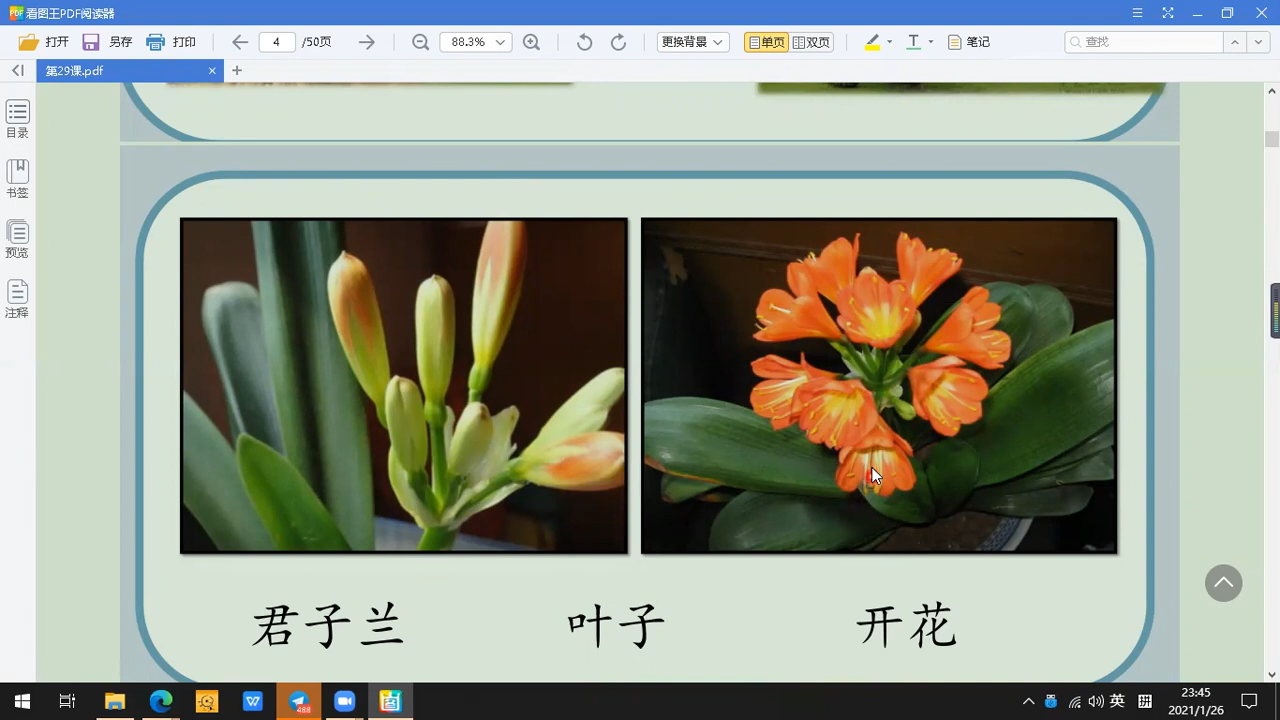 看图王PDF阅读器
打开 另存 打印 4 /50页 88.3% 更换背景 单页 双页 笔记 查找
第29课.pdf
目录
书签
预览
注释
君子兰 叶子 开花
488
英
23:45
2021/1/26